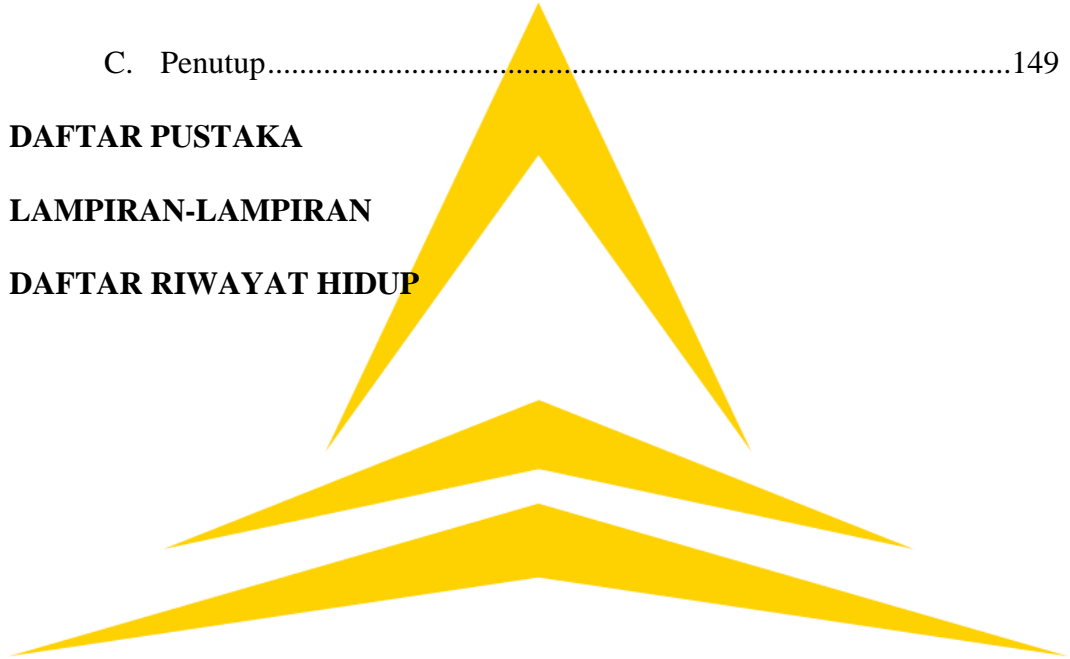 C. Penutup............................................................................................149
DAFTAR PUSTAKA
LAMPIRAN-LAMPIRAN
DAFTAR RIWAYAT HIDUP